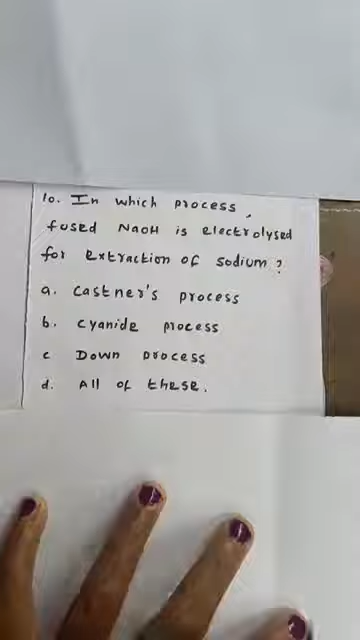 10. In which process,
fused NaOH is electrolysed
for extraction of sodium?
a. castner's process
b. cyanide process
c Down process
d. All of these.